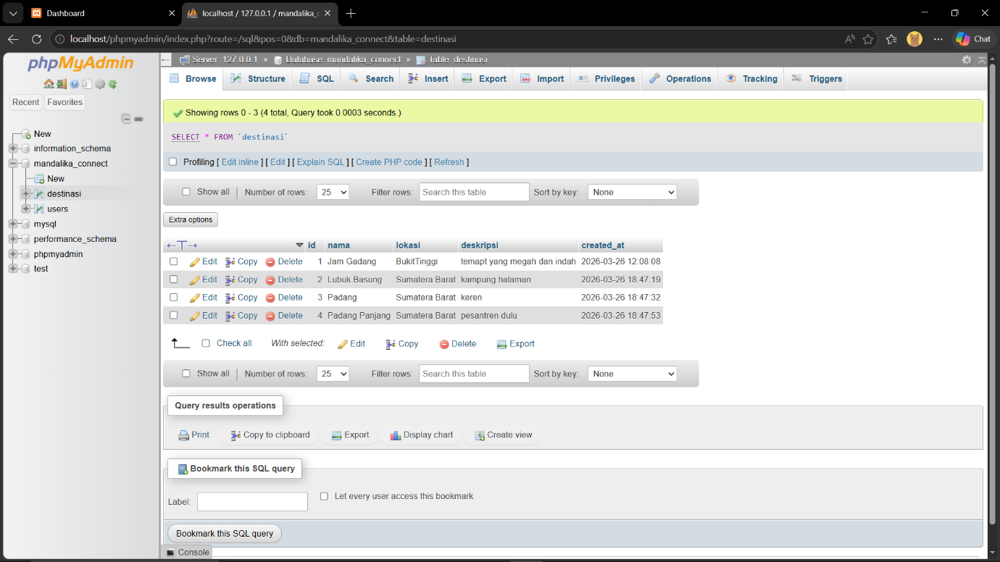 Dashboard
localhost / 127.0.0.1 / mandalika_c
localhost/phpmyadmin/index.php?route=/sql&pos=0&db=mandalika_connect&table=destinasi
Chat
phpMyAdmin
Recent Favorites
New
information_schema
mandalika_connect
New
destinasi
users
mysql
performance_schema
phpmyadmin
test
Server: 127.0.0.1 » Database: mandalika_connect » Table: destinasi
Browse Structure SQL Search Insert Export Import Privileges Operations Tracking Triggers
Showing rows 0 - 3 (4 total, Query took 0.0003 seconds.)
SELECT * FROM `destinasi`
Profiling [ Edit inline ] [ Edit ] [ Explain SQL ] [ Create PHP code ] [ Refresh ]
Show all Number of rows: 25 Filter rows: Search this table Sort by key: None
Extra options
←T→ id nama lokasi deskripsi created_at
Edit Copy Delete 1 Jam Gadang BukitTinggi temapt yang megah dan indah 2026-03-26 12:08:08
Edit Copy Delete 2 Lubuk Basung Sumatera Barat kampung halaman 2026-03-26 18:47:19
Edit Copy Delete 3 Padang Sumatera Barat keren 2026-03-26 18:47:32
Edit Copy Delete 4 Padang Panjang Sumatera Barat pesantren dulu 2026-03-26 18:47:53
Check all With selected: Edit Copy Delete Export
Show all Number of rows: 25 Filter rows: Search this table Sort by key: None
Query results operations
Print Copy to clipboard Export Display chart Create view
Bookmark this SQL query
Label: Let every user access this bookmark
Bookmark this SQL query
Console